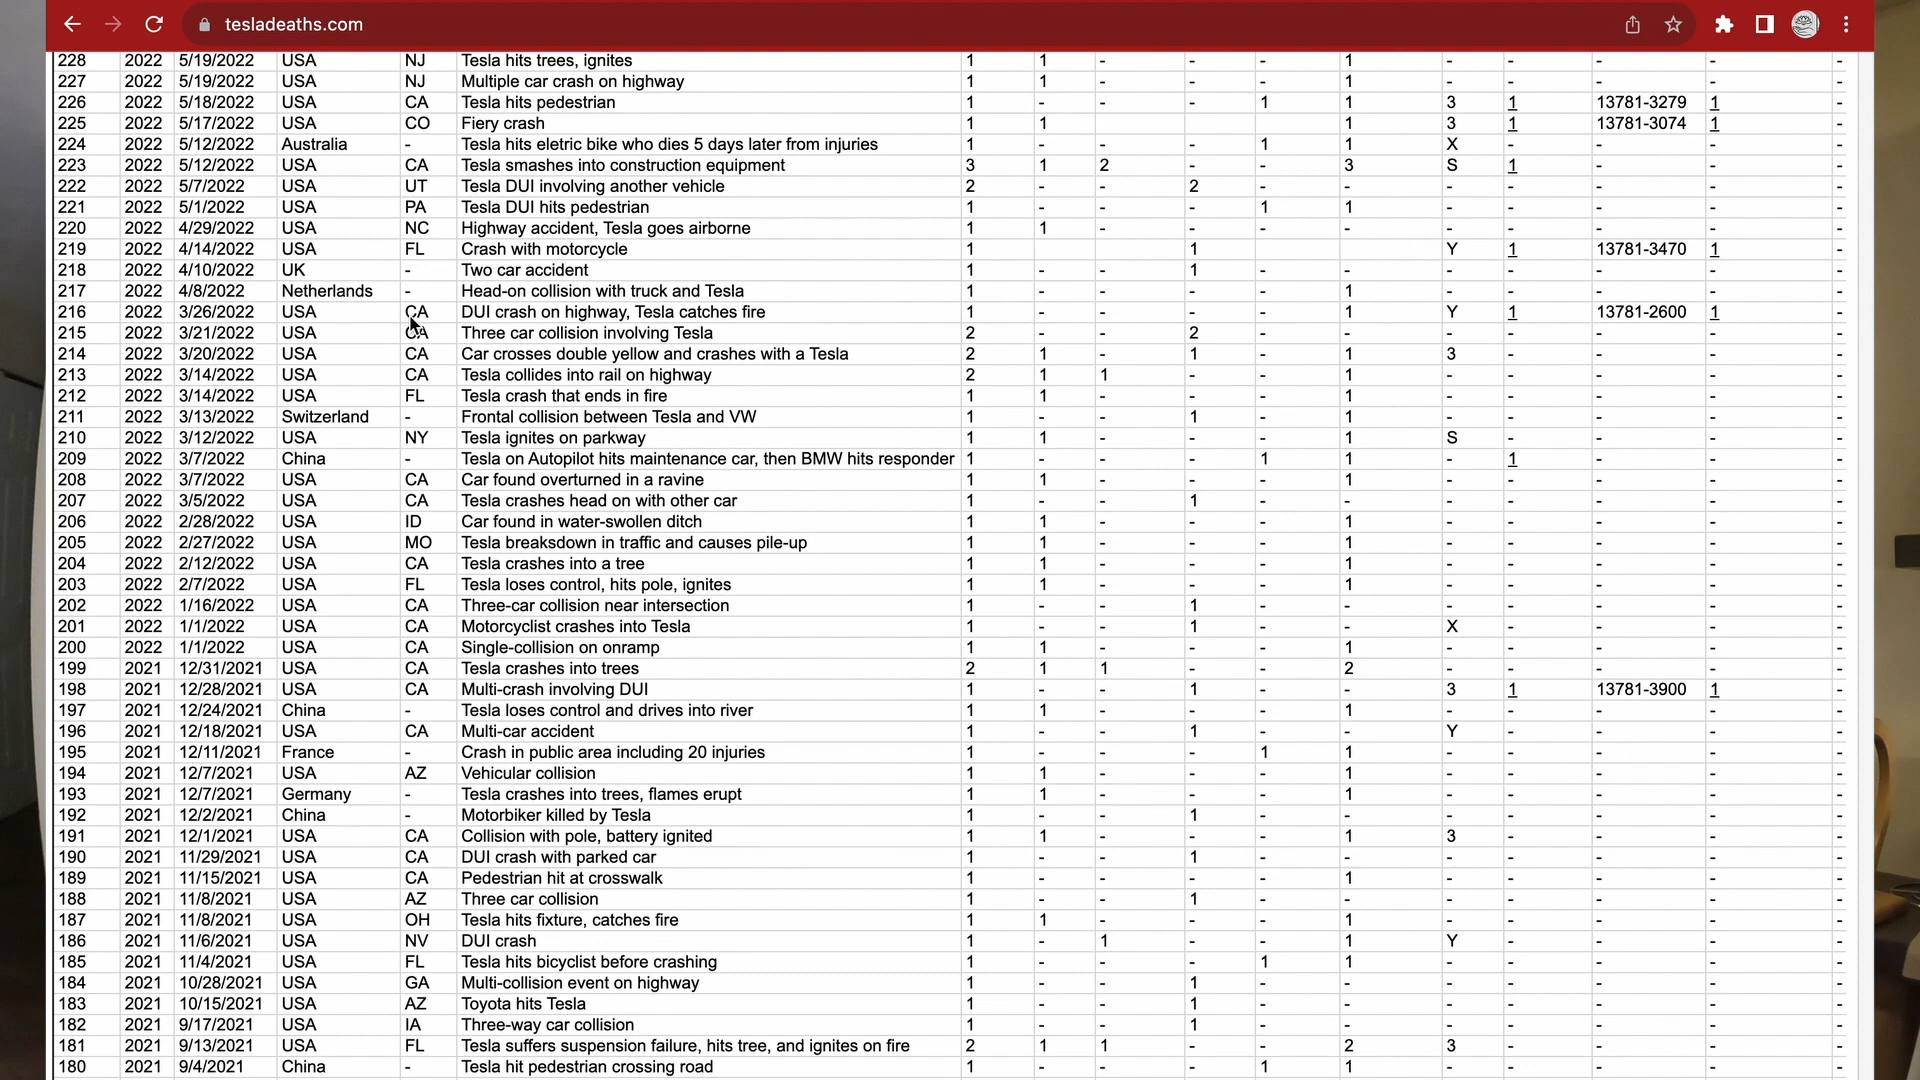 tesladeaths.com
228 2022 5/19/2022 USA NJ Tesla hits trees, ignites 1 1 - - - 1 - - - - -
227 2022 5/19/2022 USA NJ Multiple car crash on highway 1 1 - - - 1 - - - - -
226 2022 5/18/2022 USA CA Tesla hits pedestrian 1 - - - 1 1 3 1 13781-3279 1 -
225 2022 5/17/2022 USA CO Fiery crash 1 1 1 3 1 13781-3074 1 -
224 2022 5/12/2022 Australia - Tesla hits eletric bike who dies 5 days later from injuries 1 - - - 1 1 X - - - -
223 2022 5/12/2022 USA CA Tesla smashes into construction equipment 3 1 2 - - 3 S 1 - - -
222 2022 5/7/2022 USA UT Tesla DUI involving another vehicle 2 - - 2 - - - - - - -
221 2022 5/1/2022 USA PA Tesla DUI hits pedestrian 1 - - - 1 1 - - - - -
220 2022 4/29/2022 USA NC Highway accident, Tesla goes airborne 1 1 - - - - - - - - -
219 2022 4/14/2022 USA FL Crash with motorcycle 1 1 Y 1 13781-3470 1 -
218 2022 4/10/2022 UK - Two car accident 1 - - 1 - - - - - - -
217 2022 4/8/2022 Netherlands - Head-on collision with truck and Tesla 1 - - - - 1 - - - - -
216 2022 3/26/2022 USA CA DUI crash on highway, Tesla catches fire 1 - - - - 1 Y 1 13781-2600 1 -
215 2022 3/21/2022 USA CA Three car collision involving Tesla 2 - - 2 - - - - - - -
214 2022 3/20/2022 USA CA Car crosses double yellow and crashes with a Tesla 2 1 - 1 - 1 3 - - - -
213 2022 3/14/2022 USA CA Tesla collides into rail on highway 2 1 1 - - 1 - - - - -
212 2022 3/14/2022 USA FL Tesla crash that ends in fire 1 1 - - - 1 - - - - -
211 2022 3/13/2022 Switzerland - Frontal collision between Tesla and VW 1 - - 1 - 1 - - - - -
210 2022 3/12/2022 USA NY Tesla ignites on parkway 1 1 - - - 1 S - - - -
209 2022 3/7/2022 China - Tesla on Autopilot hits maintenance car, then BMW hits responder 1 - - - 1 1 - 1 - - -
208 2022 3/7/2022 USA CA Car found overturned in a ravine 1 1 - - - 1 - - - - -
207 2022 3/5/2022 USA CA Tesla crashes head on with other car 1 - - 1 - - - - - - -
206 2022 2/28/2022 USA ID Car found in water-swollen ditch 1 1 - - - 1 - - - - -
205 2022 2/27/2022 USA MO Tesla breaksdown in traffic and causes pile-up 1 1 - - - 1 - - - - -
204 2022 2/12/2022 USA CA Tesla crashes into a tree 1 1 - - - 1 - - - - -
203 2022 2/7/2022 USA FL Tesla loses control, hits pole, ignites 1 1 - - - 1 - - - - -
202 2022 1/16/2022 USA CA Three-car collision near intersection 1 - - 1 - - - - - - -
201 2022 1/1/2022 USA CA Motorcyclist crashes into Tesla 1 - - 1 - - X - - - -
200 2022 1/1/2022 USA CA Single-collision on onramp 1 1 - - - 1 - - - - -
199 2021 12/31/2021 USA CA Tesla crashes into trees 2 1 1 - - 2 - - - - -
198 2021 12/28/2021 USA CA Multi-crash involving DUI 1 - - 1 - - 3 1 13781-3900 1 -
197 2021 12/24/2021 China - Tesla loses control and drives into river 1 1 - - - 1 - - - - -
196 2021 12/18/2021 USA CA Multi-car accident 1 - - 1 - - Y - - - -
195 2021 12/11/2021 France - Crash in public area including 20 injuries 1 - - - 1 1 - - - - -
194 2021 12/7/2021 USA AZ Vehicular collision 1 1 - - - 1 - - - - -
193 2021 12/7/2021 Germany - Tesla crashes into trees, flames erupt 1 1 - - - 1 - - - - -
192 2021 12/2/2021 China - Motorbiker killed by Tesla 1 - - 1 - - - - - - -
191 2021 12/1/2021 USA CA Collision with pole, battery ignited 1 1 - - - 1 3 - - - -
190 2021 11/29/2021 USA CA DUI crash with parked car 1 - - 1 - - - - - - -
189 2021 11/15/2021 USA CA Pedestrian hit at crosswalk 1 - - - - 1 - - - - -
188 2021 11/8/2021 USA AZ Three car collision 1 - - 1 - - - - - - -
187 2021 11/8/2021 USA OH Tesla hits fixture, catches fire 1 1 - - - 1 - - - - -
186 2021 11/6/2021 USA NV DUI crash 1 - 1 - - 1 Y - - - -
185 2021 11/4/2021 USA FL Tesla hits bicyclist before crashing 1 - - - 1 1 - - - - -
184 2021 10/28/2021 USA GA Multi-collision event on highway 1 - - 1 - - - - - - -
183 2021 10/15/2021 USA AZ Toyota hits Tesla 1 - - 1 - - - - - - -
182 2021 9/17/2021 USA IA Three-way car collision 1 - - 1 - - - - - - -
181 2021 9/13/2021 USA FL Tesla suffers suspension failure, hits tree, and ignites on fire 2 1 1 - - 2 3 - - - -
180 2021 9/4/2021 China - Tesla hit pedestrian crossing road 1 - - - 1 1 - - - - -